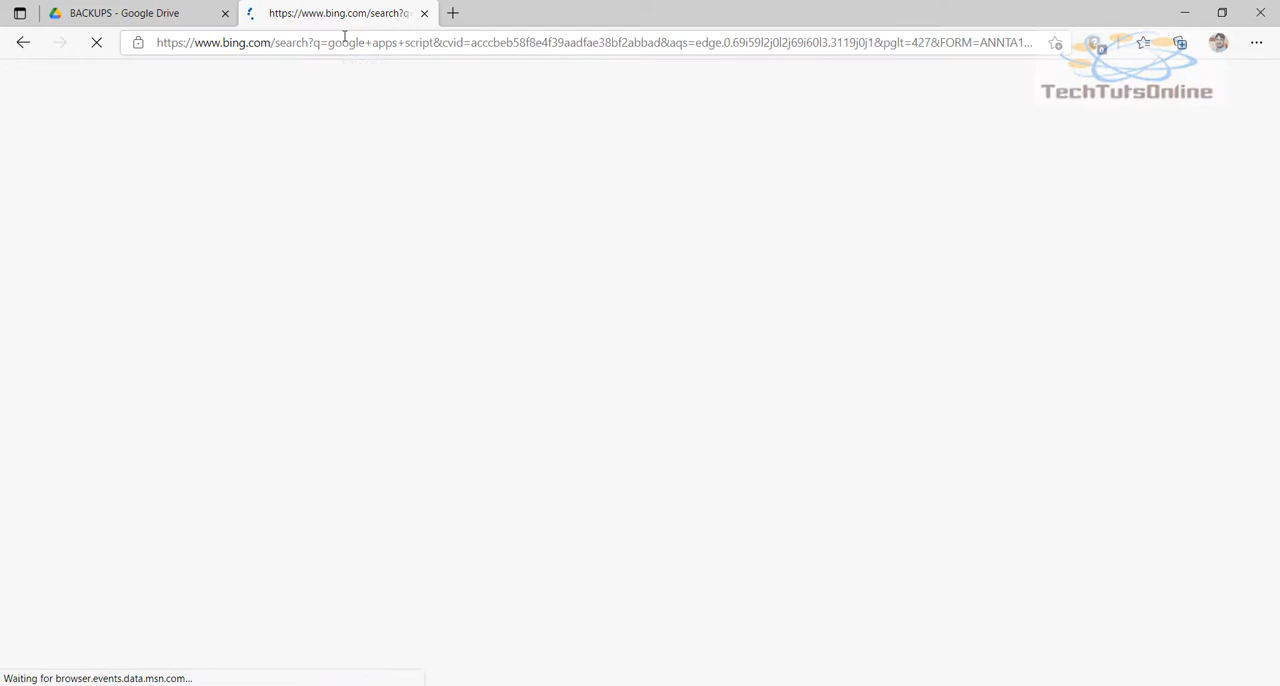 BACKUPS - Google Drive
https://www.bing.com/search?q
https://www.bing.com/search?q=google+apps+script&cvid=acccbeb58f8e4f39aadfae38bf2abbad&aqs=edge.0.69i59l2j0l2j69i60l3.3119j0j1&pglt=427&FORM=ANNTA1...
TechTutsOnline
Waiting for browser.events.data.msn.com...